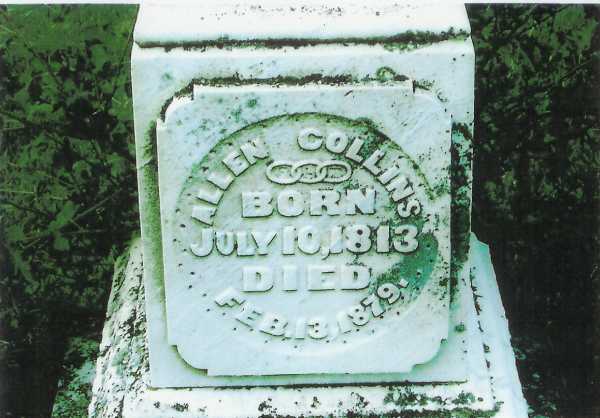 ALLEN COLLINS
BORN
JULY 10, 1813
DIED
FEB. 13, 1879.